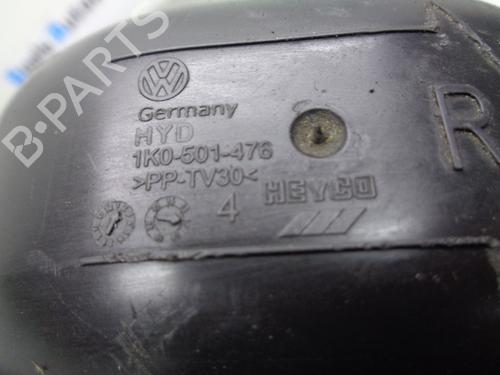 Germany
HYD
1K0-501-476
>PP-TV30<
4
HEYCO
R
B-PARTS